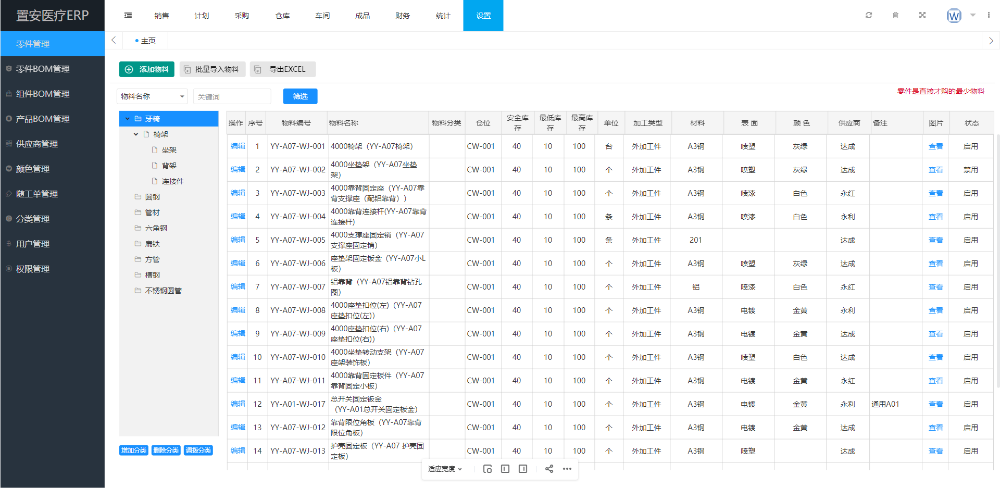 置安医疗ERP
销售 计划 采购 仓库 车间 成品 财务 统计 设置
主页
零件管理
零件BOM管理
组件BOM管理
产品BOM管理
供应商管理
颜色管理
随工单管理
分类管理
用户管理
权限管理
添加物料 批量导入物料 导出EXCEL
物料名称 关键词 筛选
零件是直接才购的最少物料
牙椅
椅架
坐架
背架
连接件
圆钢
管材
六角钢
扁铁
方管
槽钢
不锈钢圆管
增加分类 删除分类 调拨分类
操作 序号 物料编号 物料名称 物料分类 仓位 安全库存 最低库存 最高库存 单位 加工类型 材料 表 面 颜 色 供应商 备注 图片 状态
编辑 1 YY-A07-WJ-001 4000椅架（YY-A07椅架） CW-001 40 10 100 台 外加工件 A3钢 喷塑 灰绿 达成 查看 启用
编辑 2 YY-A07-WJ-002 4000坐垫架（YY-A07坐垫架） CW-001 40 10 100 个 外加工件 A3钢 喷塑 灰绿 达成 查看 禁用
编辑 3 YY-A07-WJ-003 4000靠背固定座（YY-A07靠背支撑座（配铝靠背）） CW-001 40 10 100 个 外加工件 A3钢 喷漆 白色 永红 查看 启用
编辑 4 YY-A07-WJ-004 4000靠背连接杆(YY-A07靠背连接杆) CW-001 40 10 100 条 外加工件 A3钢 喷漆 白色 永利 查看 启用
编辑 5 YY-A07-WJ-005 4000支撑座固定销（YY-A07支撑座固定销） CW-001 40 10 100 条 外加工件 201 达成 查看 启用
编辑 6 YY-A07-WJ-006 座垫架固定钣金（YY-A07小L板） CW-001 40 10 100 个 外加工件 A3钢 喷塑 灰绿 达成 查看 启用
编辑 7 YY-A07-WJ-007 铝靠背（YY-A07铝靠背钻孔图） CW-001 40 10 100 个 外加工件 铝 喷漆 白色 永红 查看 启用
编辑 8 YY-A07-WJ-008 4000座垫扣位(左)（YY-A07座垫扣位(左)） CW-001 40 10 100 个 外加工件 A3钢 电镀 金黄 永利 查看 启用
编辑 9 YY-A07-WJ-009 4000座垫扣位(右)（YY-A07座垫扣位(右)） CW-001 40 10 100 个 外加工件 A3钢 电镀 金黄 达成 查看 启用
编辑 10 YY-A07-WJ-010 4000坐垫转动支架（YY-A07座架装饰板） CW-001 40 10 100 个 外加工件 A3钢 喷塑 白色 达成 查看 启用
编辑 11 YY-A07-WJ-011 4000靠背固定板件（YY-A07靠背固定小板） CW-001 40 10 100 个 外加工件 A3钢 电镀 金黄 永红 查看 启用
编辑 12 YY-A01-WJ-017 总开关固定钣金（YY-A01总开关固定板金） CW-001 40 10 100 个 外加工件 A3钢 电镀 金黄 永利 通用A01 查看 启用
编辑 13 YY-A07-WJ-012 靠背限位角板（YY-A07靠背限位角板） CW-001 40 10 100 个 外加工件 A3钢 电镀 金黄 达成 查看 启用
编辑 14 YY-A07-WJ-013 护壳固定板（YY-A07 护壳固定板） CW-001 40 10 100 个 外加工件 A3钢 喷塑 达成 查看 启用
适应宽度